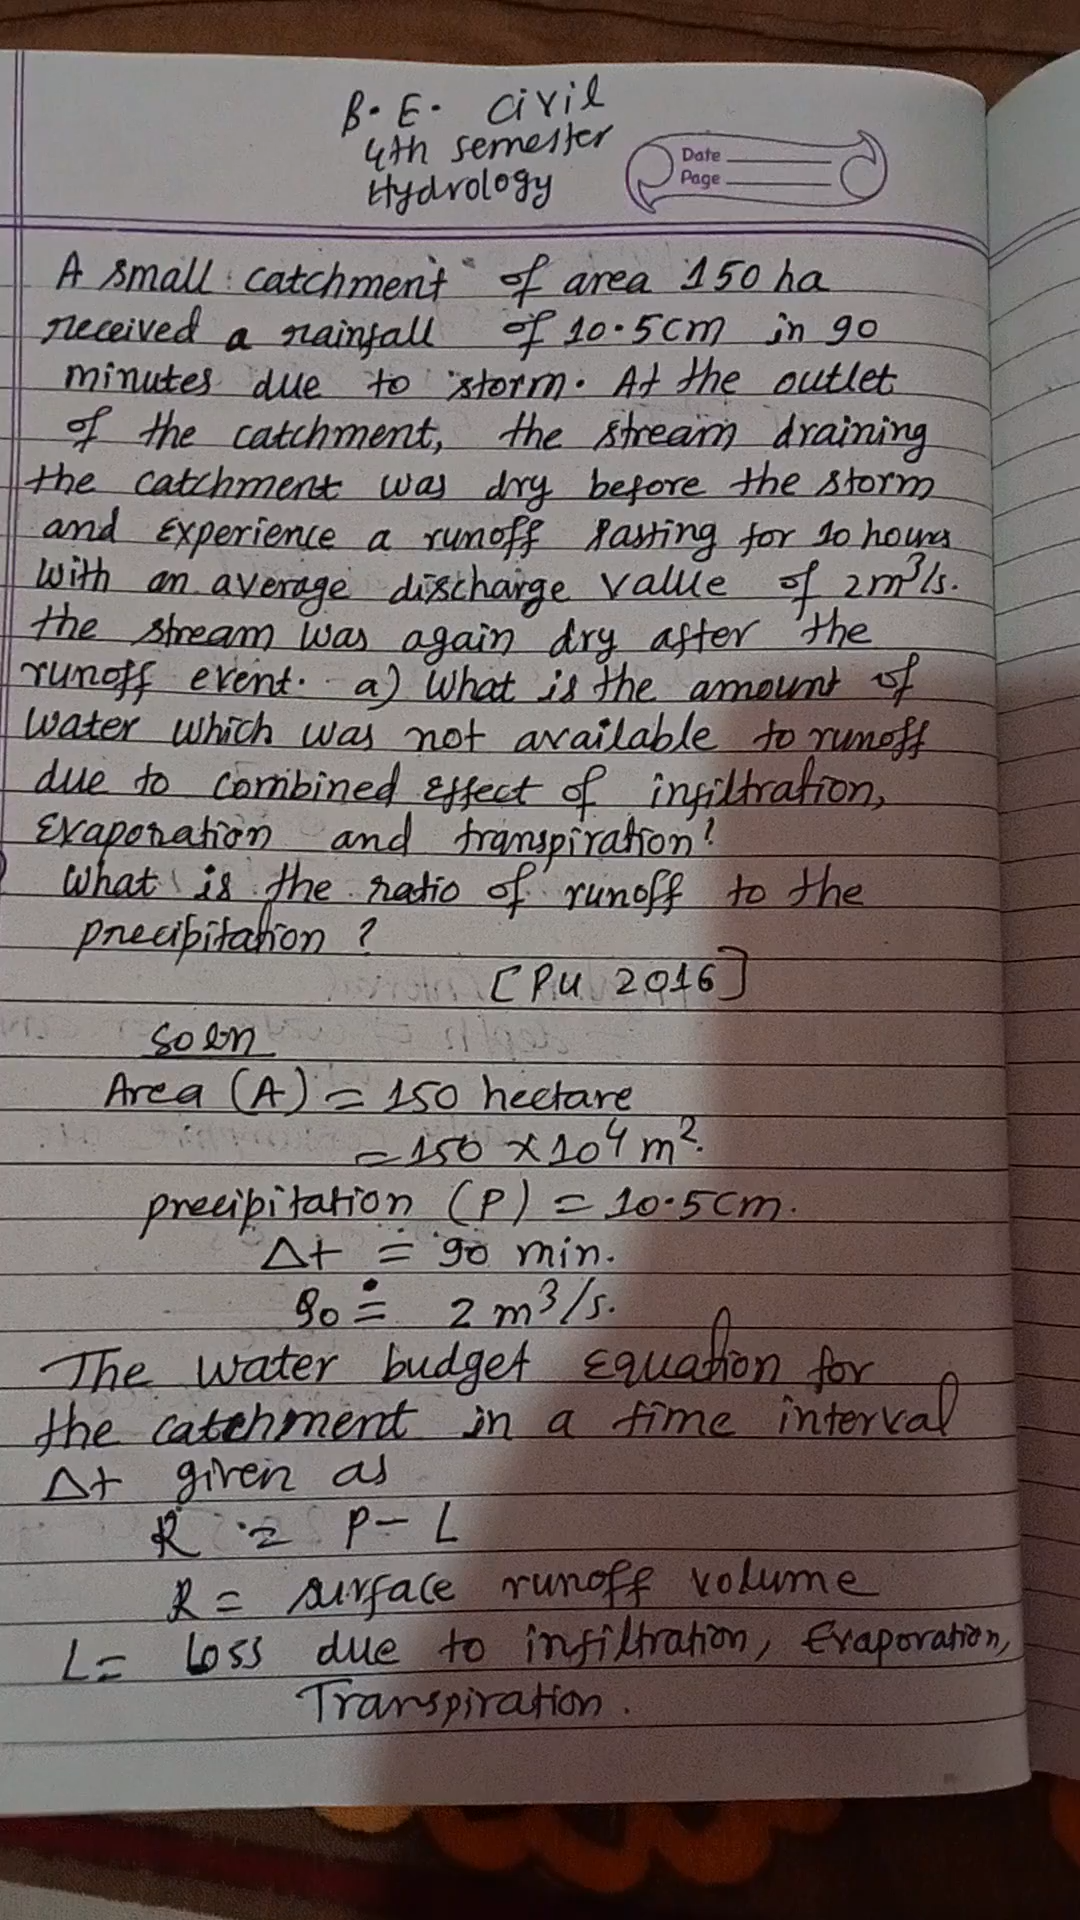 B.E. Civil
4th semester
Hydrology
Date
Page
A small catchment of area 150 ha
received a rainfall of 10.5cm in 90
minutes due to storm. At the outlet
of the catchment, the stream draining
the catchment was dry before the storm
and experience a runoff lasting for 10 hours
with an average discharge value of 2m³/s.
the stream was again dry after the
runoff event. a) What is the amount of
water which was not available to runoff
due to combined effect of infiltration,
Evaporation and transpiration?
What is the ratio of runoff to the
precipitation ?
[PU 2016]
Soln
Area (A) = 150 hectare
= 150 × 10⁴ m².
precipitation (P) = 10.5cm.
Δt = 90 min.
= 2 m³/s.
The water budget Equation for
the catchment in a time interval
Δt given as
R = P - L
R = surface runoff volume
L = Loss due to infiltration, Evaporation,
Transpiration.